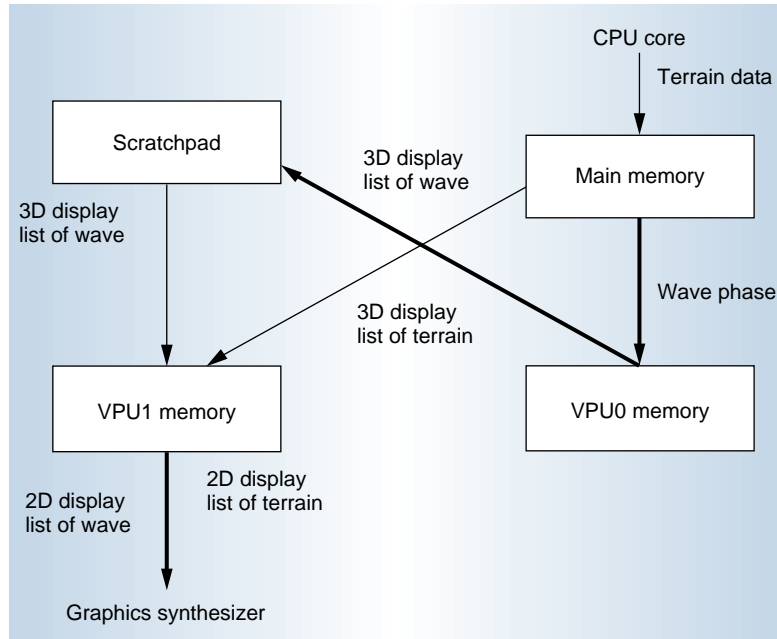 CPU core
Terrain data
Scratchpad
Main memory
3D display
list of wave
3D display
list of wave
Wave phase
3D display
list of terrain
VPU1 memory
VPU0 memory
2D display
list of wave
2D display
list of terrain
Graphics synthesizer